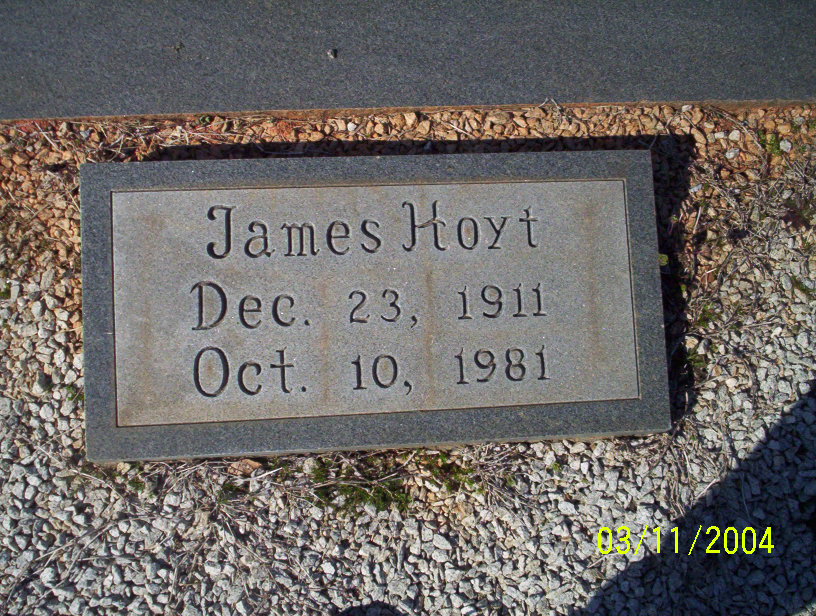 James Hoyt
Dec. 23, 1911
Oct. 10, 1981
03/11/2004